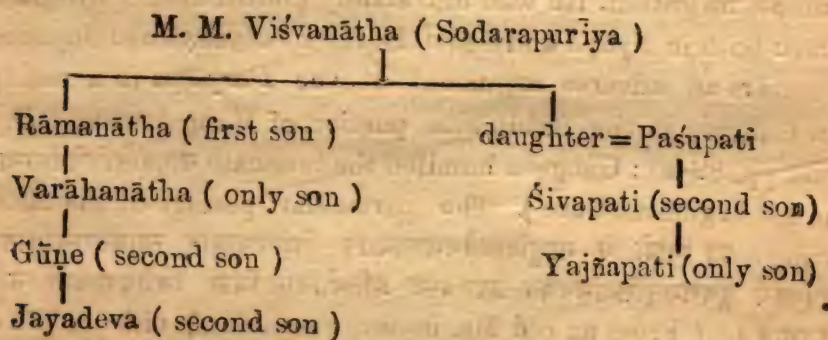 M. M. Viśvanātha ( Sodarapurīya )
Rāmanātha ( first son )
daughter = Paśupati
Varāhanātha ( only son )
Śivapati (second son)
Gūṇe ( second son )
Yajñapati (only son)
Jayadeva ( second son )